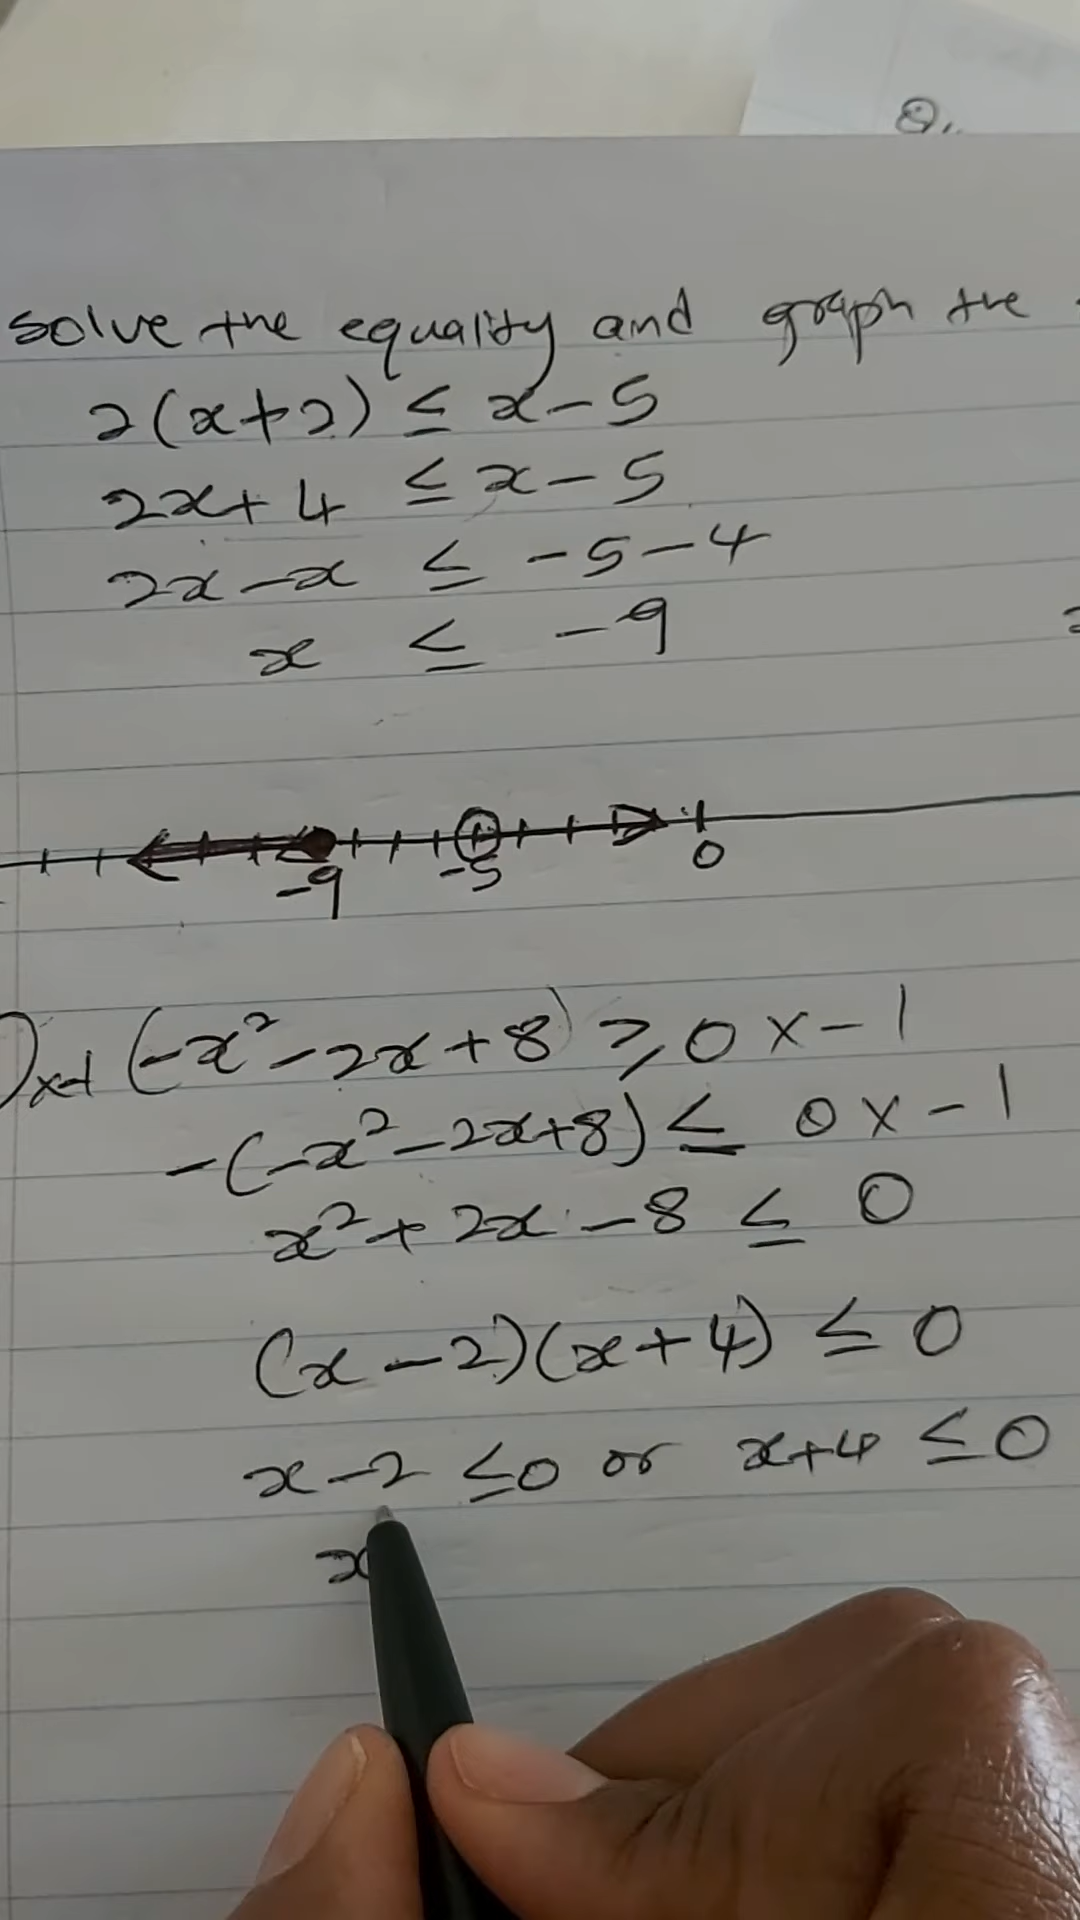 Q,,
Solve the equality and graph the
2(x+2) ≤ x-5
2x+4 ≤ x-5
2x-x ≤ -5-4
x ≤ -9
-9 -5 0
)x-1 (-x²-2x+8) ≥ 0 x-1
-(-x²-2x+8) ≤ 0 x-1
x²+2x-8 ≤ 0
(x-2)(x+4) ≤ 0
x-2 ≤0 or x+4 ≤ 0
x